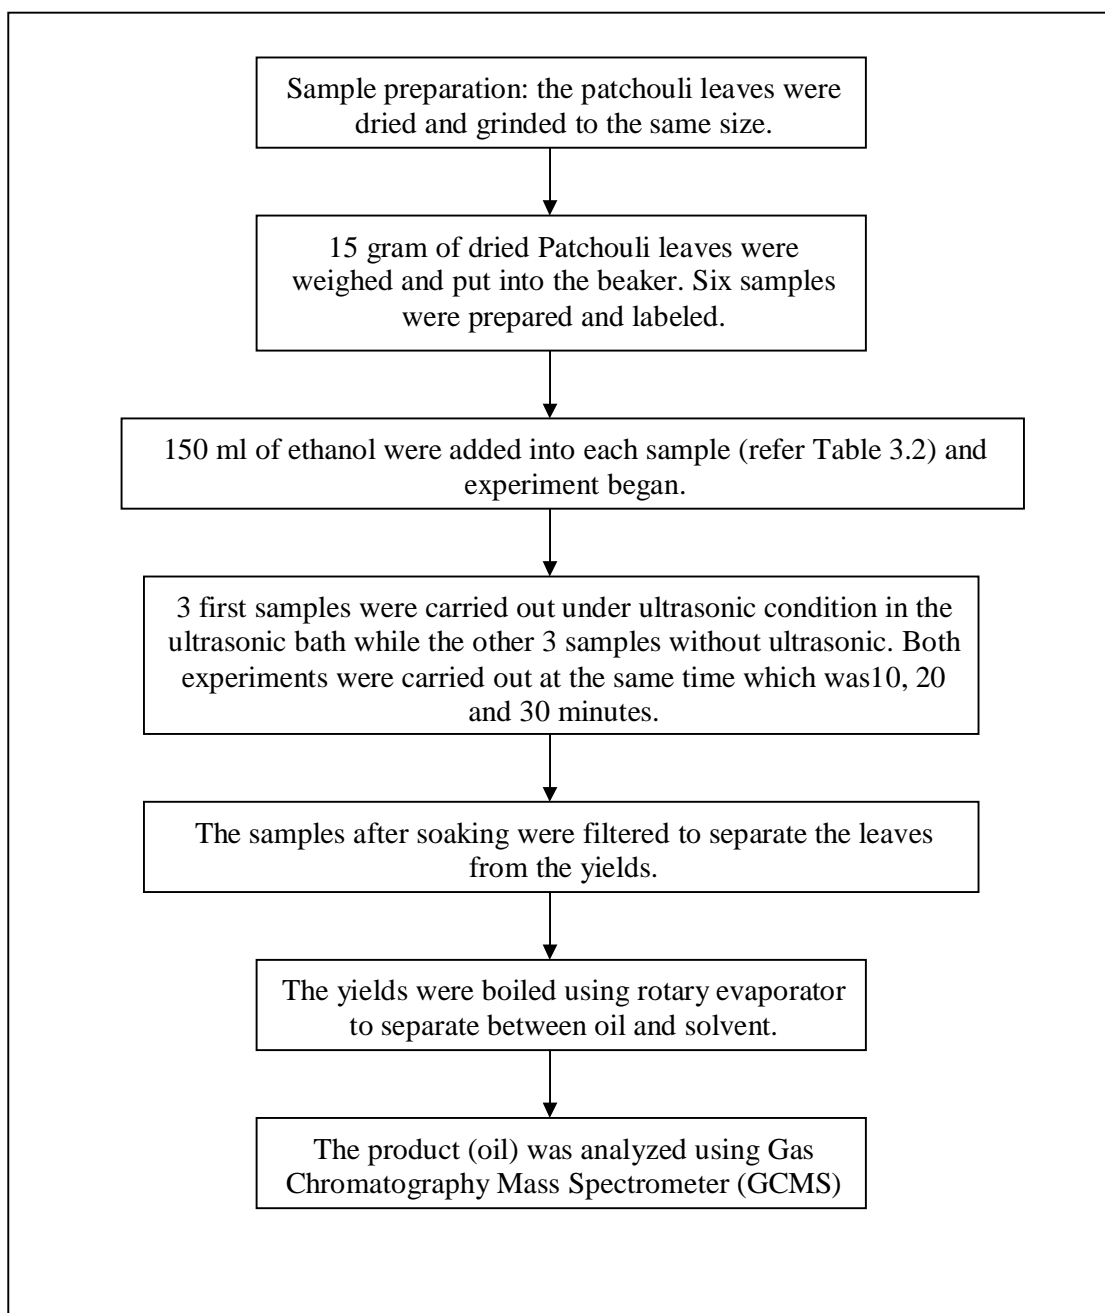 Sample preparation: the patchouli leaves were
dried and grinded to the same size.
15 gram of dried Patchouli leaves were
weighed and put into the beaker. Six samples
were prepared and labeled.
150 ml of ethanol were added into each sample (refer Table 3.2) and
experiment began.
3 first samples were carried out under ultrasonic condition in the
ultrasonic bath while the other 3 samples without ultrasonic. Both
experiments were carried out at the same time which was10, 20
and 30 minutes.
The samples after soaking were filtered to separate the leaves
from the yields.
The yields were boiled using rotary evaporator
to separate between oil and solvent.
The product (oil) was analyzed using Gas
Chromatography Mass Spectrometer (GCMS)